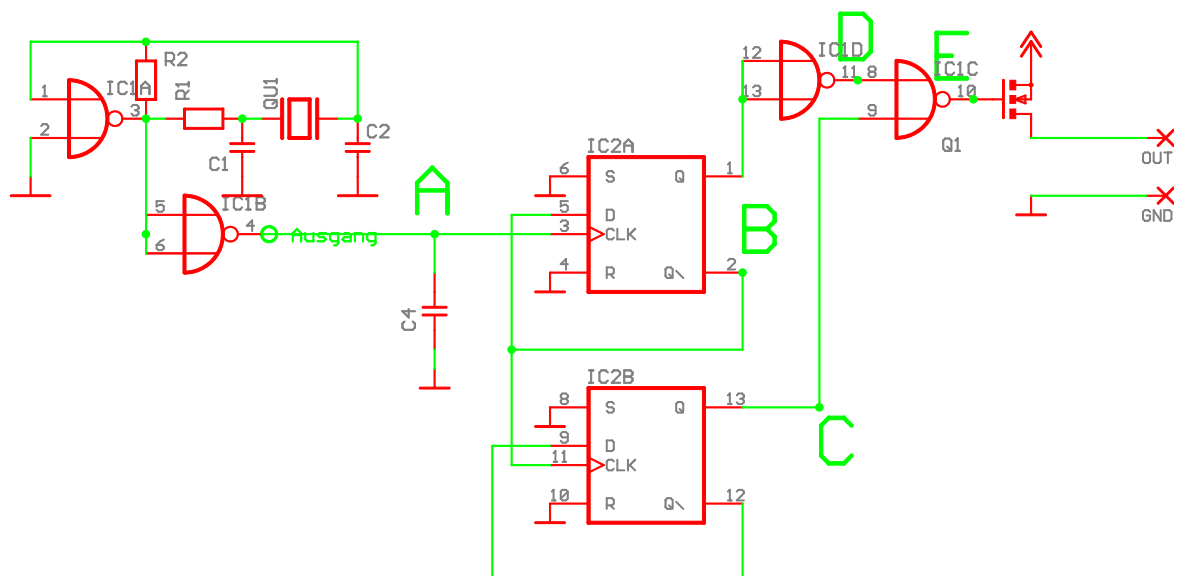 R2
IC1A
1
2
3
R1
QU1
C1
C2
IC1B
5
6
4
Ausgang
A
C4
IC2A
6
S
Q
1
5
D
3
CLK
4
R
Q\
2
B
IC2B
8
S
Q
13
9
D
11
CLK
10
R
Q\
12
C
12
13
IC1D
11
D
8
9
IC1C
10
E
Q1
OUT
GND